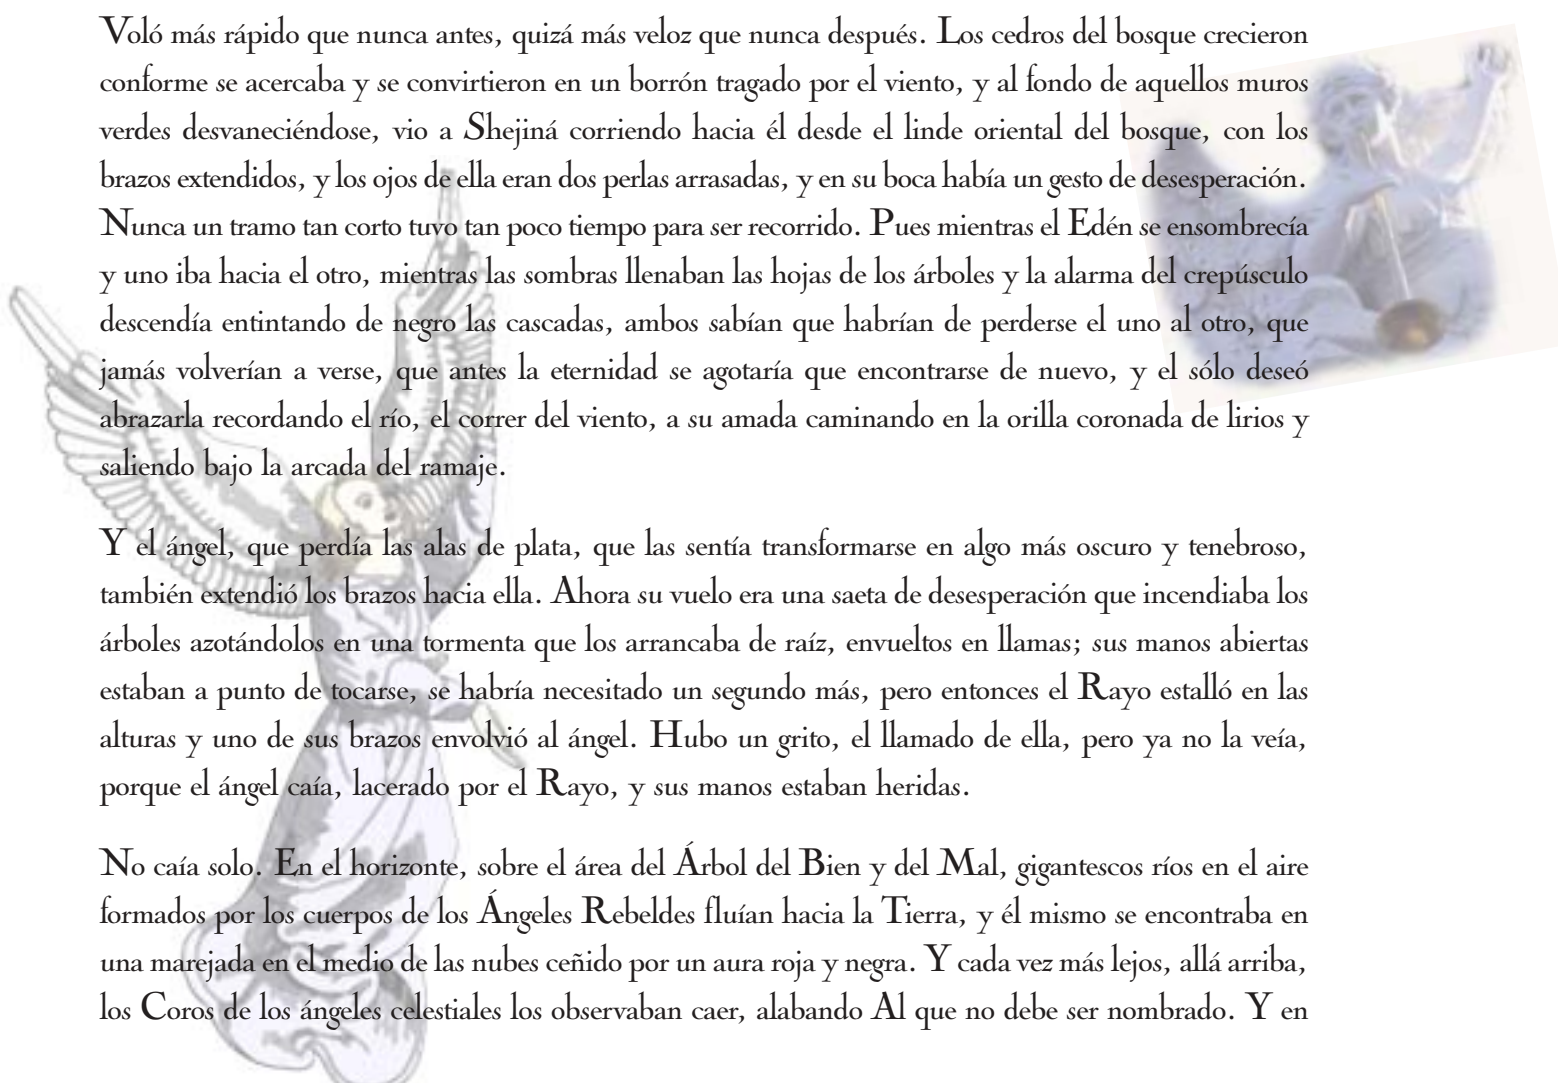 Voló más rápido que nunca antes, quizá más veloz que nunca después. Los cedros del bosque crecieron
conforme se acercaba y se convirtieron en un borrón tragado por el viento, y al fondo de aquellos muros
verdes desvaneciéndose, vio a Shejiná corriendo hacia él desde el linde oriental del bosque, con los
brazos extendidos, y los ojos de ella eran dos perlas arrasadas, y en su boca había un gesto de desesperación.
Nunca un tramo tan corto tuvo tan poco tiempo para ser recorrido. Pues mientras el Edén se ensombrecía
y uno iba hacia el otro, mientras las sombras llenaban las hojas de los árboles y la alarma del crepúsculo
descendía entintando de negro las cascadas, ambos sabían que habrían de perderse el uno al otro, que
jamás volverían a verse, que antes la eternidad se agotaría que encontrarse de nuevo, y el sólo deseó
abrazarla recordando el río, el correr del viento, a su amada caminando en la orilla coronada de lirios y
saliendo bajo la arcada del ramaje.
Y el ángel, que perdía las alas de plata, que las sentía transformarse en algo más oscuro y tenebroso,
también extendió los brazos hacia ella. Ahora su vuelo era una saeta de desesperación que incendiaba los
árboles azotándolos en una tormenta que los arrancaba de raíz, envueltos en llamas; sus manos abiertas
estaban a punto de tocarse, se habría necesitado un segundo más, pero entonces el Rayo estalló en las
alturas y uno de sus brazos envolvió al ángel. Hubo un grito, el llamado de ella, pero ya no la veía,
porque el ángel caía, lacerado por el Rayo, y sus manos estaban heridas.
No caía solo. En el horizonte, sobre el área del Árbol del Bien y del Mal, gigantescos ríos en el aire
formados por los cuerpos de los Ángeles Rebeldes fluían hacia la Tierra, y él mismo se encontraba en
una marejada en el medio de las nubes ceñido por un aura roja y negra. Y cada vez más lejos, allá arriba,
los Coros de los ángeles celestiales los observaban caer, alabando Al que no debe ser nombrado. Y en